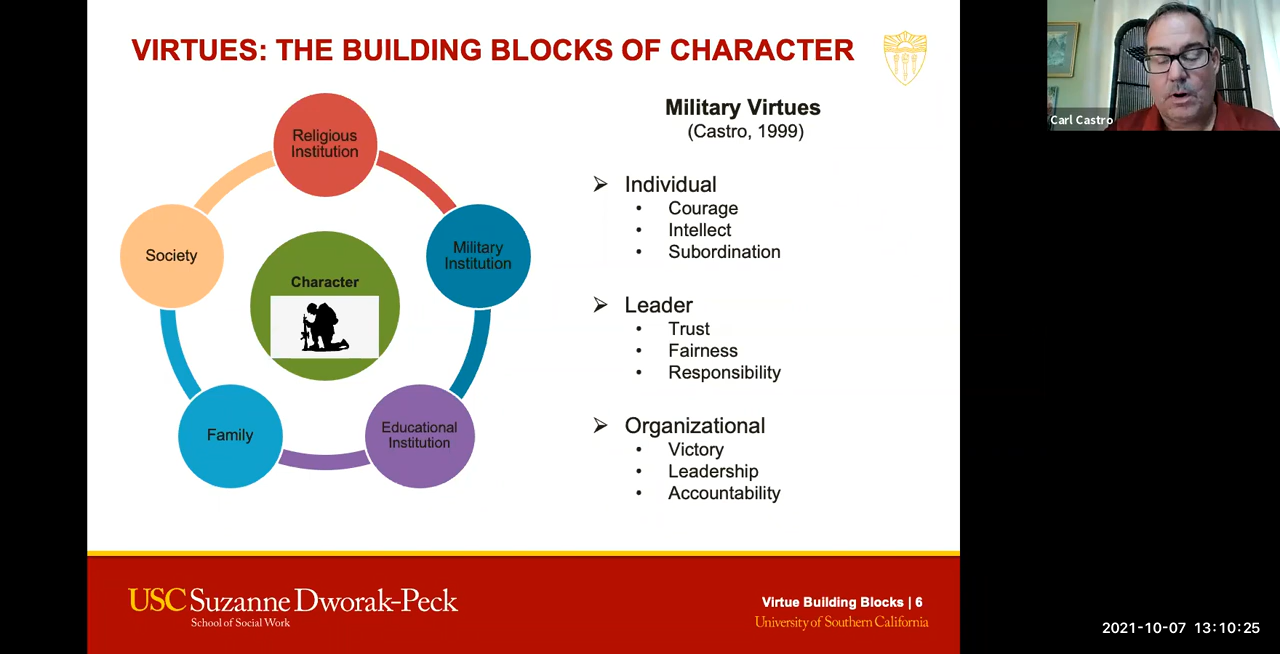 VIRTUES: THE BUILDING BLOCKS OF CHARACTER
Religious
Institution
Society
Military
Institution
Character
Family
Educational
Institution
Military Virtues
(Castro, 1999)
➢ Individual
• Courage
• Intellect
• Subordination
➢ Leader
• Trust
• Fairness
• Responsibility
➢ Organizational
• Victory
• Leadership
• Accountability
USC Suzanne Dworak-Peck
School of Social Work
Virtue Building Blocks | 6
University of Southern California
Carl Castro
2021-10-07 13:10:25